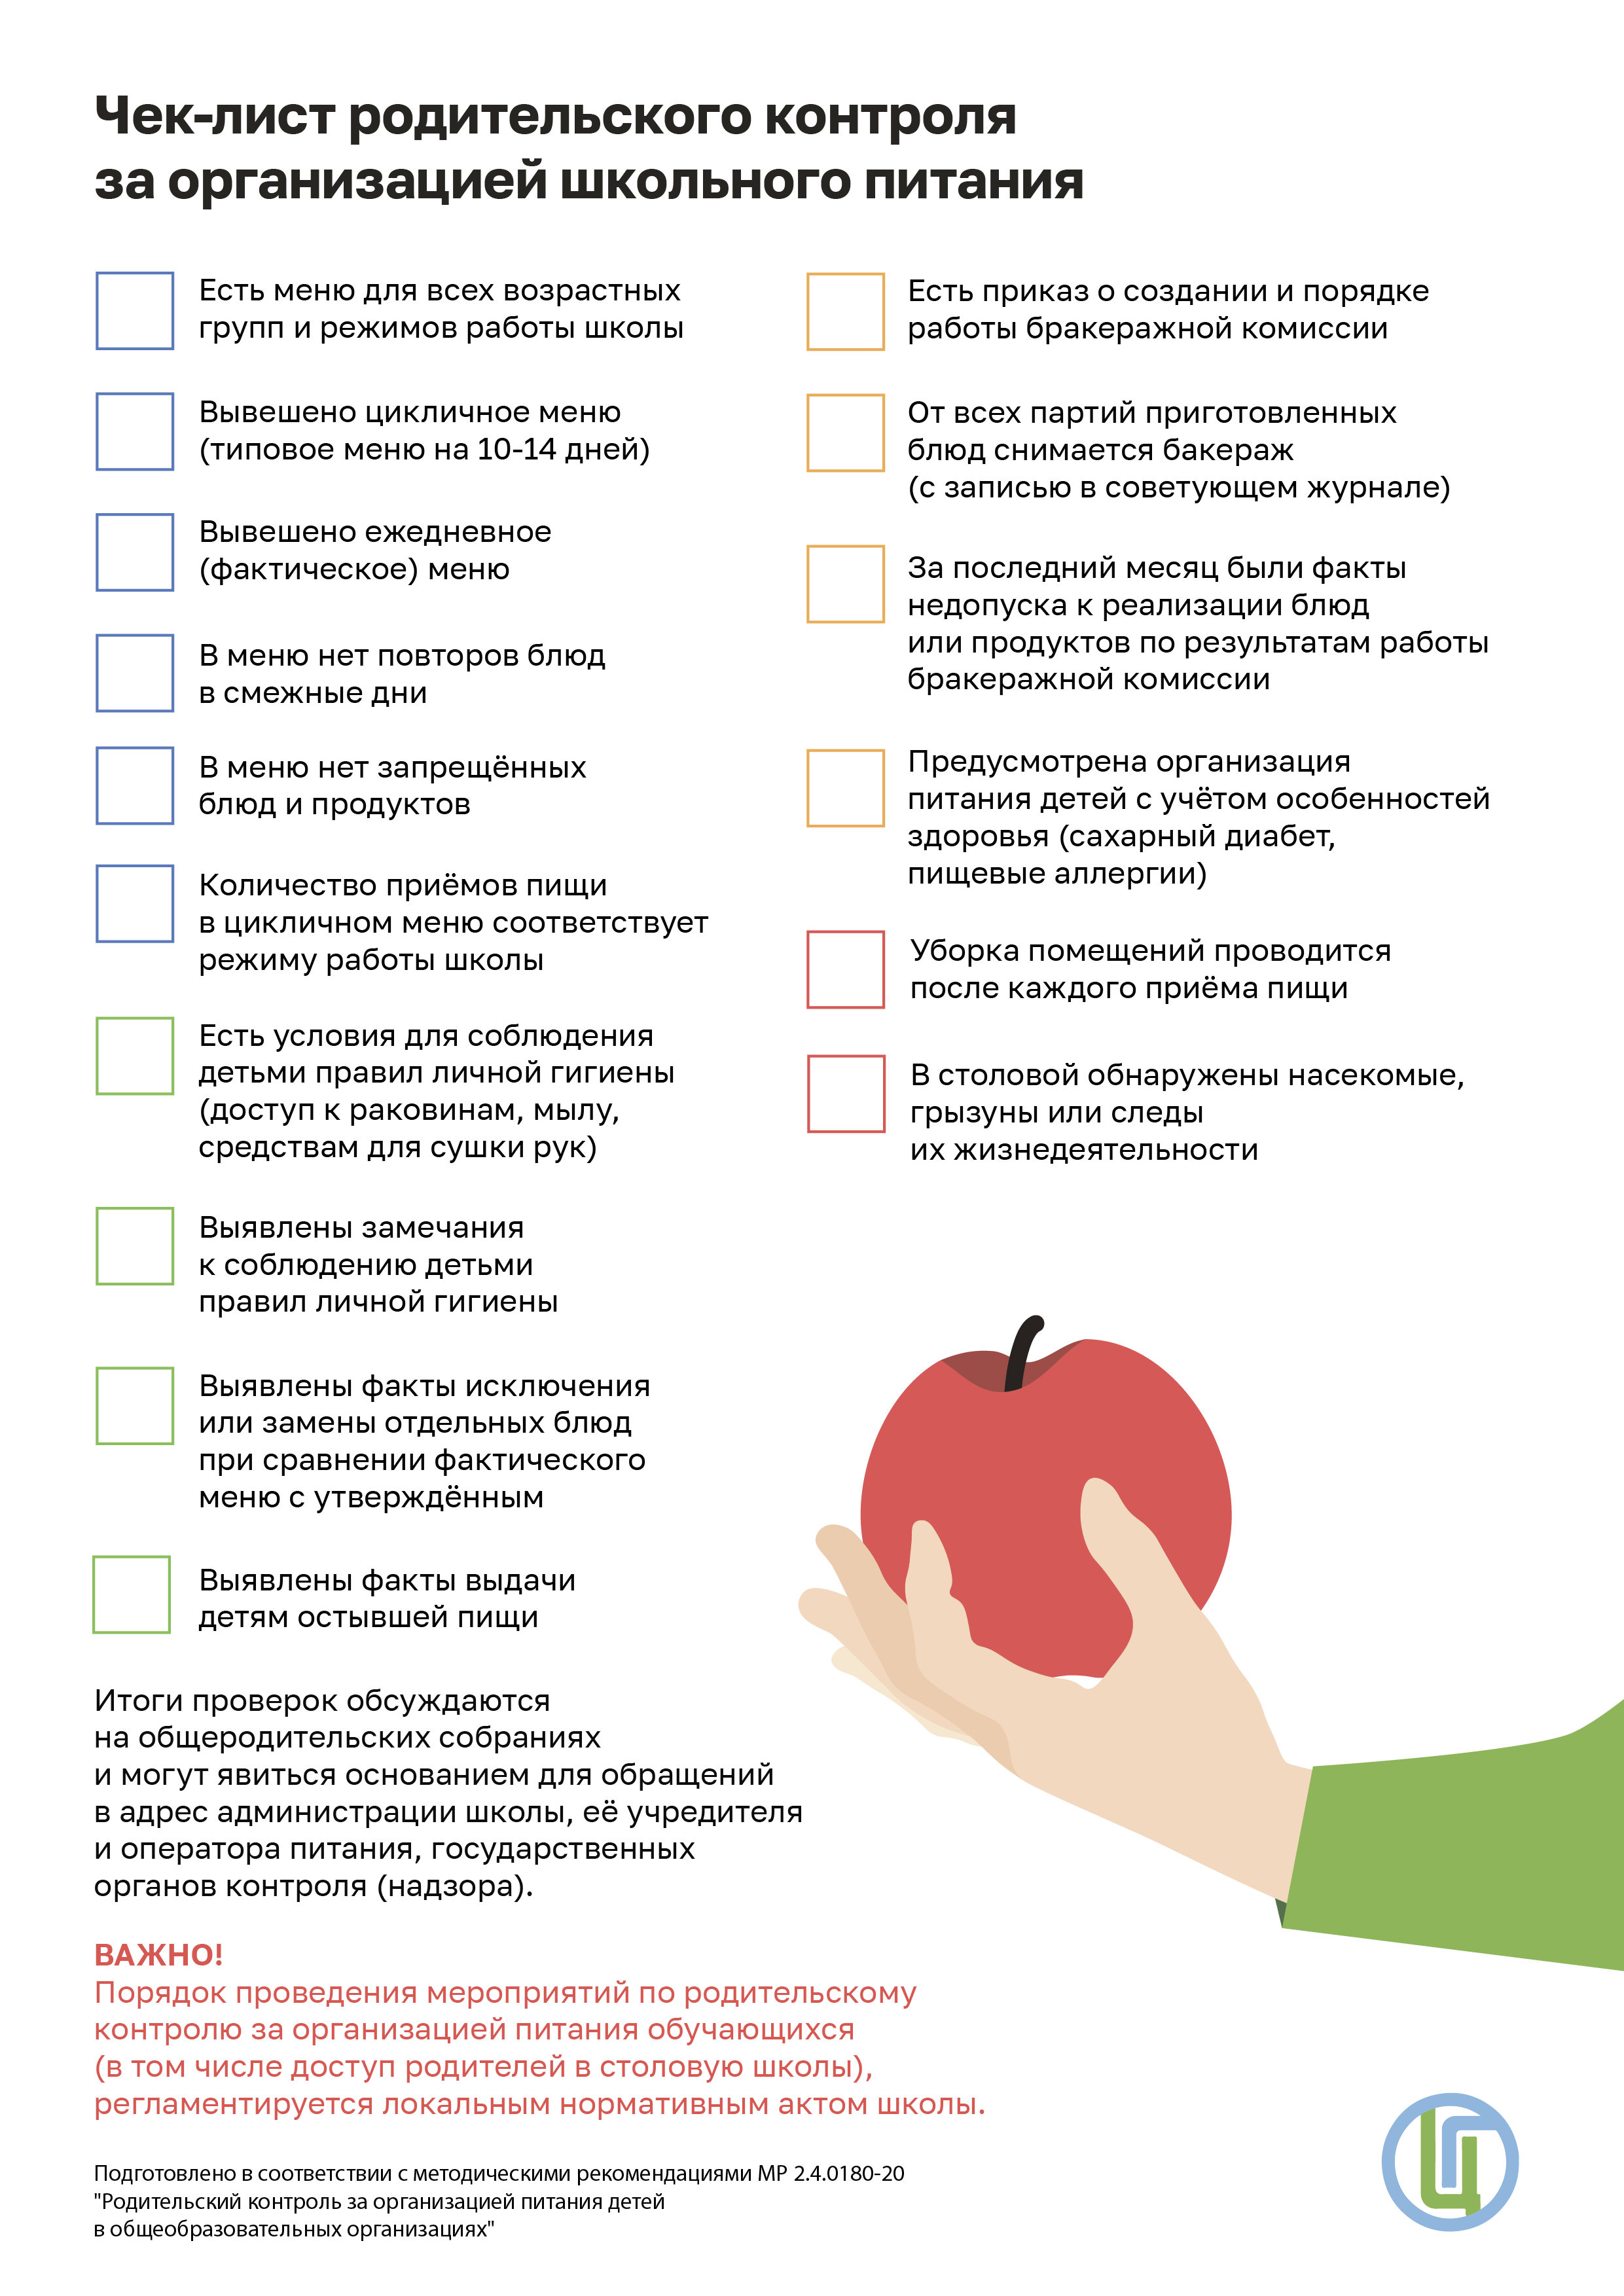 Чек-лист родительского контроля
за организацией школьного питания
Есть меню для всех возрастных
групп и режимов работы школы
Вывешено цикличное меню
(типовое меню на 10-14 дней)
Вывешено ежедневное
(фактическое) меню
В меню нет повторов блюд
в смежные дни
В меню нет запрещённых
блюд и продуктов
Количество приёмов пищи
в цикличном меню соответствует
режиму работы школы
Есть условия для соблюдения
детьми правил личной гигиены
(доступ к раковинам, мылу,
средствам для сушки рук)
Выявлены замечания
к соблюдению детьми
правил личной гигиены
Выявлены факты исключения
или замены отдельных блюд
при сравнении фактического
меню с утверждённым
Выявлены факты выдачи
детям остывшей пищи
Есть приказ о создании и порядке
работы бракеражной комиссии
От всех партий приготовленных
блюд снимается бакераж
(с записью в советующем журнале)
За последний месяц были факты
недопуска к реализации блюд
или продуктов по результатам работы
бракеражной комиссии
Предусмотрена организация
питания детей с учётом особенностей
здоровья (сахарный диабет,
пищевые аллергии)
Уборка помещений проводится
после каждого приёма пищи
В столовой обнаружены насекомые,
грызуны или следы
их жизнедеятельности
Итоги проверок обсуждаются
на общеродительских собраниях
и могут явиться основанием для обращений
в адрес администрации школы, её учредителя
и оператора питания, государственных
органов контроля (надзора).
ВАЖНО!
Порядок проведения мероприятий по родительскому
контролю за организацией питания обучающихся
(в том числе доступ родителей в столовую школы),
регламентируется локальным нормативным актом школы.
Подготовлено в соответствии с методическими рекомендациями МР 2.4.0180-20
"Родительский контроль за организацией питания детей
в общеобразовательных организациях"